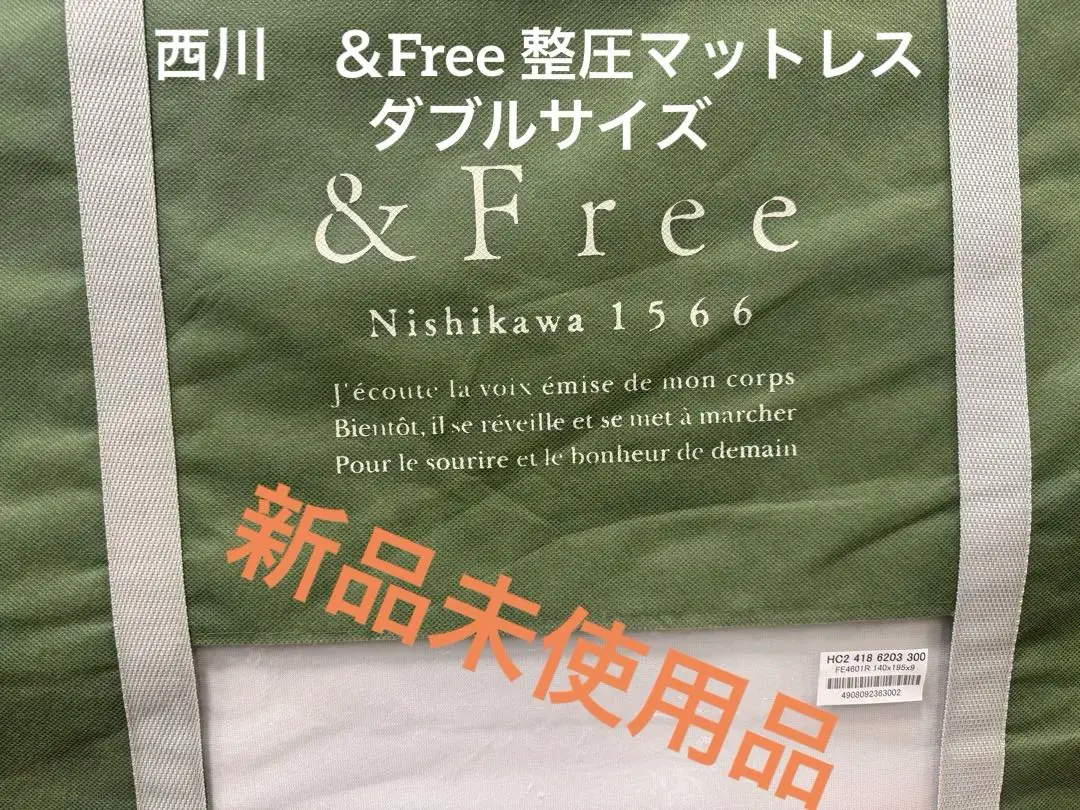 西川　&Free 整圧マットレス
ダブルサイズ
& Free
Nishikawa 1566
J'écoute la voix émise de mon corps
Bientôt, il se réveille et se met à marcher
Pour le sourire et le bonheur de demain
新品未使用品
HC2 418 6203 300
FE4601R 140x195x9
4908092363002